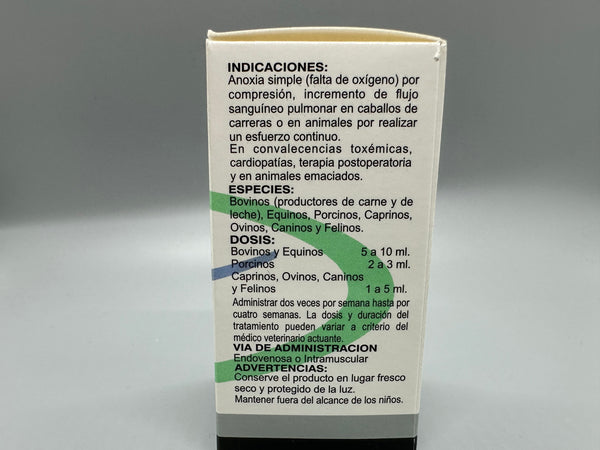 INDICACIONES:
Anoxia simple (falta de oxígeno) por
compresión, incremento de flujo
sanguíneo pulmonar en caballos de
carreras o en animales por realizar
un esfuerzo continuo.
En convalecencias toxémicas,
cardiopatías, terapia postoperatoria
y en animales emaciados.
ESPECIES:
Bovinos (productores de carne y de
leche), Equinos, Porcinos, Caprinos,
Ovinos, Caninos y Felinos.
DOSIS:
Bovinos y Equinos 5 a 10 ml.
Porcinos 2 a 3 ml.
Caprinos, Ovinos, Caninos
y Felinos 1 a 5 ml.
Administrar dos veces por semana hasta por
cuatro semanas. La dosis y duración del
tratamiento pueden variar a criterio del
médico veterinario actuante.
VIA DE ADMINISTRACION
Endovenosa o Intramuscular
ADVERTENCIAS:
Conserve el producto en lugar fresco
seco y protegido de la luz.
Mantener fuera del alcance de los niños.